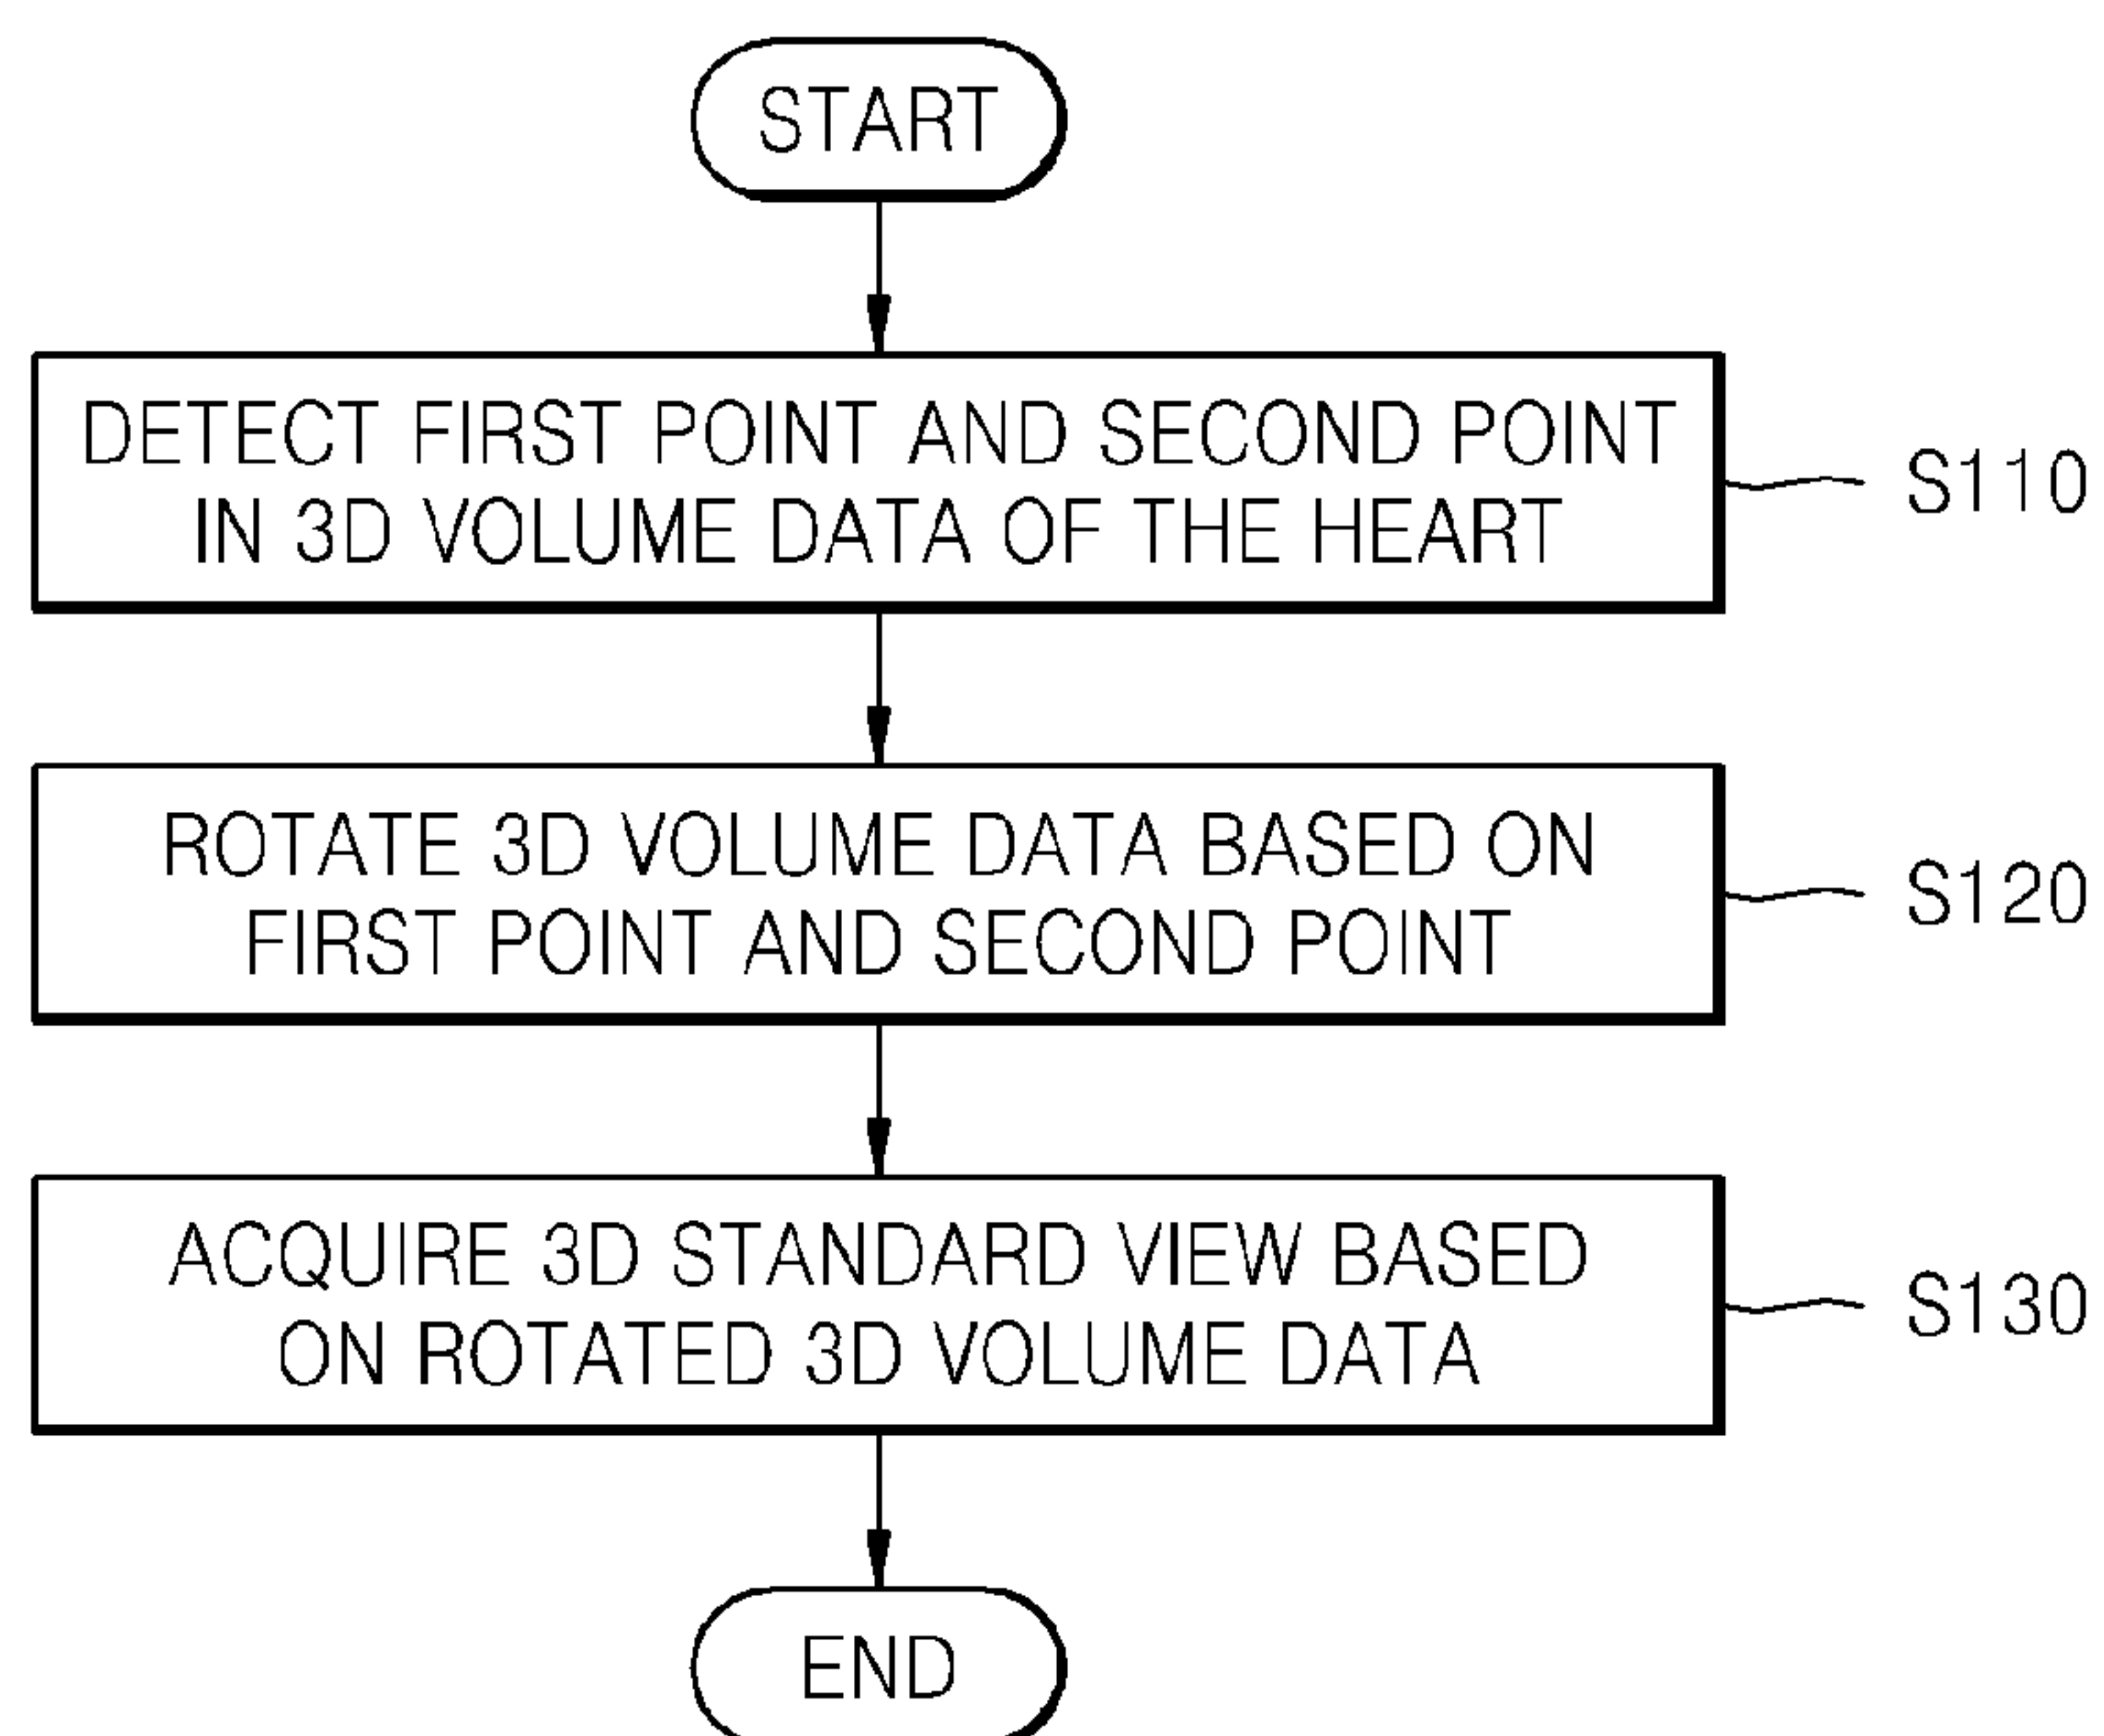 START
DETECT FIRST POINT AND SECOND POINT
IN 3D VOLUME DATA OF THE HEART
S110
ROTATE 3D VOLUME DATA BASED ON
FIRST POINT AND SECOND POINT
S120
ACQUIRE 3D STANDARD VIEW BASED
ON ROTATED 3D VOLUME DATA
S130
END